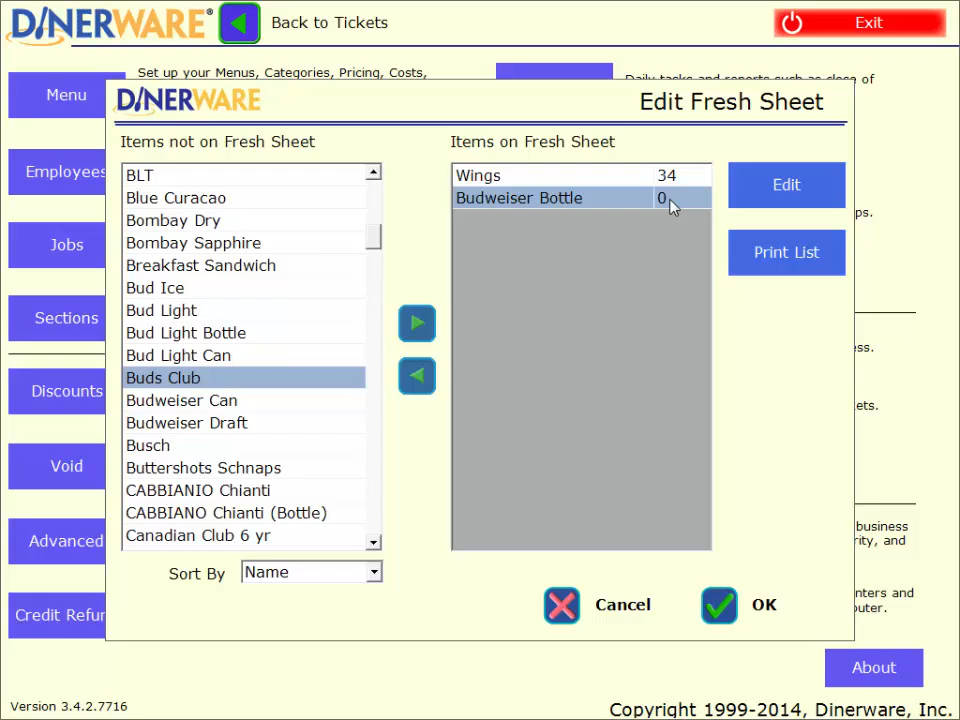 DINERWARE®
Back to Tickets
Exit
Set up your Menus, Categories, Pricing, Costs,
Daily tasks and reports such as close of
Menu
Employees
Jobs
Sections
Discounts
Void
Advanced
Credit Refu
DINERWARE
Edit Fresh Sheet
Items not on Fresh Sheet
BLT
Blue Curacao
Bombay Dry
Bombay Sapphire
Breakfast Sandwich
Bud Ice
Bud Light
Bud Light Bottle
Bud Light Can
Buds Club
Budweiser Can
Budweiser Draft
Busch
Buttershots Schnaps
CABBIANIO Chianti
CABBIANO Chianti (Bottle)
Canadian Club 6 yr
Sort By Name
Items on Fresh Sheet
Wings 34
Budweiser Bottle 0
Edit
Print List
Cancel
OK
ps.
ess.
kets.
business
rity, and
nters and
puter.
About
Version 3.4.2.7716
Copyright 1999-2014, Dinerware, Inc.